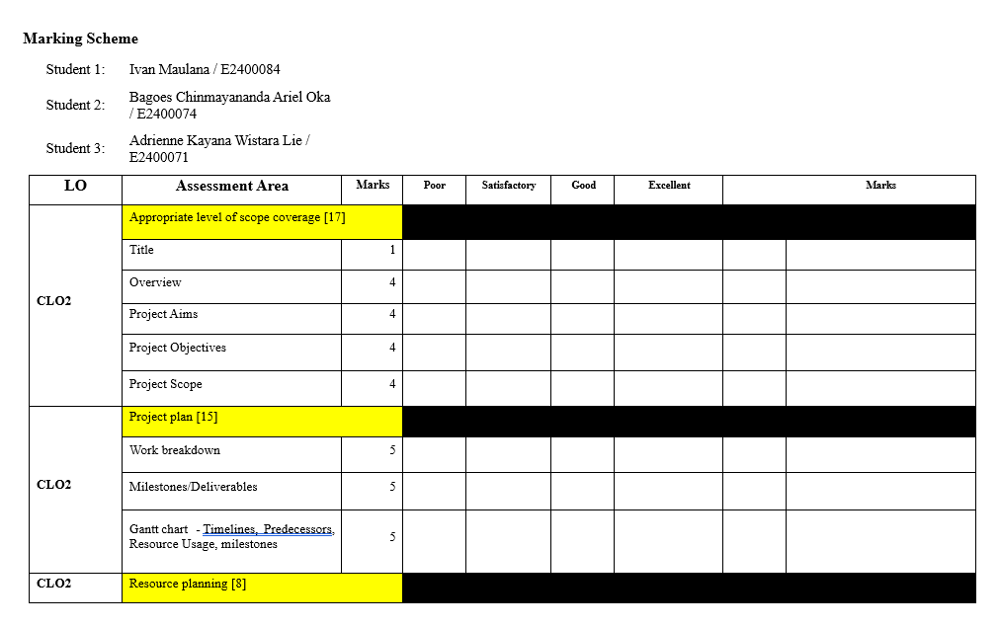 Marking Scheme
Student 1: Ivan Maulana / E2400084
Student 2: Bagoes Chinmayananda Ariel Oka
/ E2400074
Student 3: Adrienne Kayana Wistara Lie /
E2400071
LO Assessment Area Marks Poor Satisfactory Good Excellent Marks
CLO2
Appropriate level of scope coverage [17]
Title 1
Overview 4
Project Aims 4
Project Objectives 4
Project Scope 4
CLO2
Project plan [15]
Work breakdown 5
Milestones/Deliverables 5
Gantt chart - Timelines, Predecessors,
Resource Usage, milestones 5
CLO2 Resource planning [8]